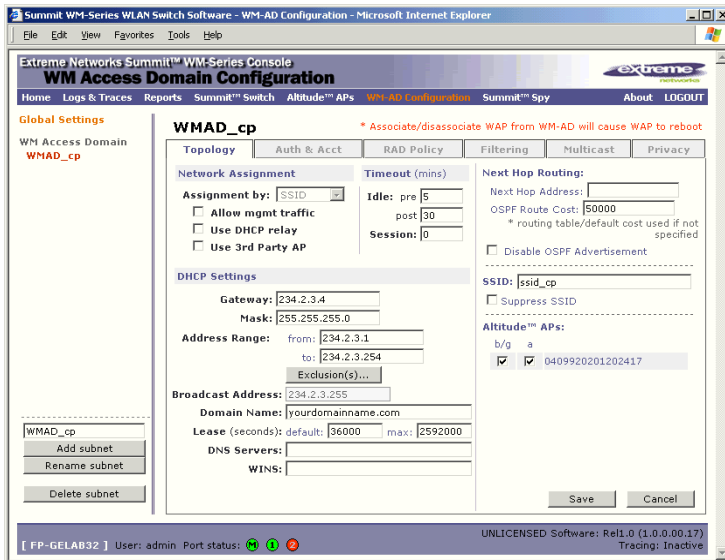 Summit WM-Series WLAN Switch Software - WM-AD Configuration - Microsoft Internet Explorer
File Edit View Favorites Tools Help
Extreme Networks Summit™ WM-Series Console
WM Access Domain Configuration
extreme networks
Home Logs & Traces Reports Summit™ Switch Altitude™ APs WM-AD Configuration Summit™ Spy About LOGOUT
Global Settings
WM Access Domain
WMAD_cp
WMAD_cp
Add subnet
Rename subnet
Delete subnet
WMAD_cp * Associate/disassociate WAP from WM-AD will cause WAP to reboot
Topology Auth & Acct RAD Policy Filtering Multicast Privacy
Network Assignment
Assignment by: SSID
Allow mgmt traffic
Use DHCP relay
Use 3rd Party AP
Timeout (mins)
Idle: pre 5
post 30
Session: 0
DHCP Settings
Gateway: 234.2.3.4
Mask: 255.255.255.0
Address Range: from: 234.2.3.1
to: 234.2.3.254
Exclusion(s)...
Broadcast Address: 234.2.3.255
Domain Name: yourdomainname.com
Lease (seconds): default: 36000 max: 2592000
DNS Servers:
WINS:
Next Hop Routing:
Next Hop Address:
OSPF Route Cost: 50000
* routing table/default cost used if not
specified
Disable OSPF Advertisement
SSID: ssid_cp
Suppress SSID
Altitude™ APs:
b/g a
0409920201202417
Save Cancel
[ FP-GELAB32 ] User: admin Port status: M 1 2
UNLICENSED Software: Rel1.0 (1.0.0.00.17)
Tracing: Inactive